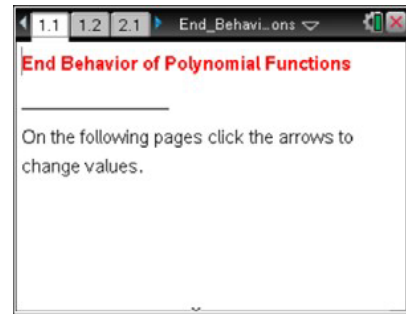 1.1 1.2 2.1 End_Behavi...ons
End Behavior of Polynomial Functions
On the following pages click the arrows to
change values.